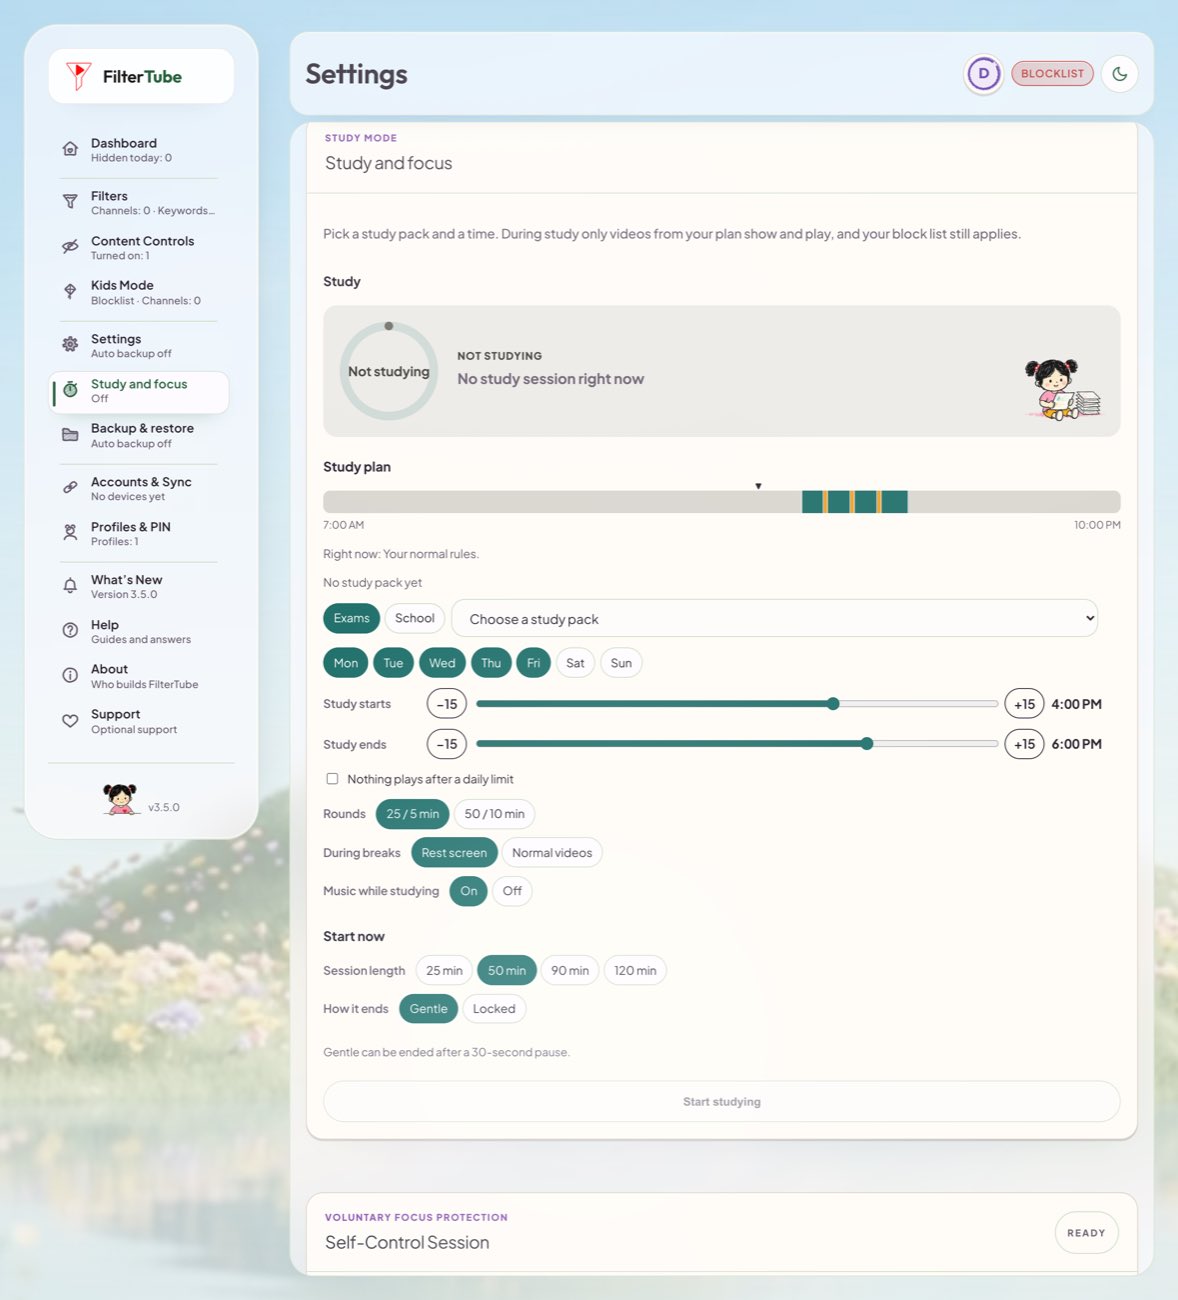 FilterTube
Dashboard
Hidden today: 0
Filters
Channels: 0 · Keywords...
Content Controls
Turned on: 1
Kids Mode
Blocklist · Channels: 0
Settings
Auto backup off
Study and focus
Off
Backup & restore
Auto backup off
Accounts & Sync
No devices yet
Profiles & PIN
Profiles: 1
What's New
Version 3.5.0
Help
Guides and answers
About
Who builds FilterTube
Support
Optional support
v3.5.0
Settings
D
BLOCKLIST
STUDY MODE
Study and focus
Pick a study pack and a time. During study only videos from your plan show and play, and your block list still applies.
Study
Not studying
NOT STUDYING
No study session right now
Study plan
7:00 AM 10:00 PM
Right now: Your normal rules.
No study pack yet
Exams School Choose a study pack
Mon Tue Wed Thu Fri Sat Sun
Study starts −15 +15 4:00 PM
Study ends −15 +15 6:00 PM
Nothing plays after a daily limit
Rounds 25 / 5 min 50 / 10 min
During breaks Rest screen Normal videos
Music while studying On Off
Start now
Session length 25 min 50 min 90 min 120 min
How it ends Gentle Locked
Gentle can be ended after a 30-second pause.
Start studying
VOLUNTARY FOCUS PROTECTION
Self-Control Session
READY